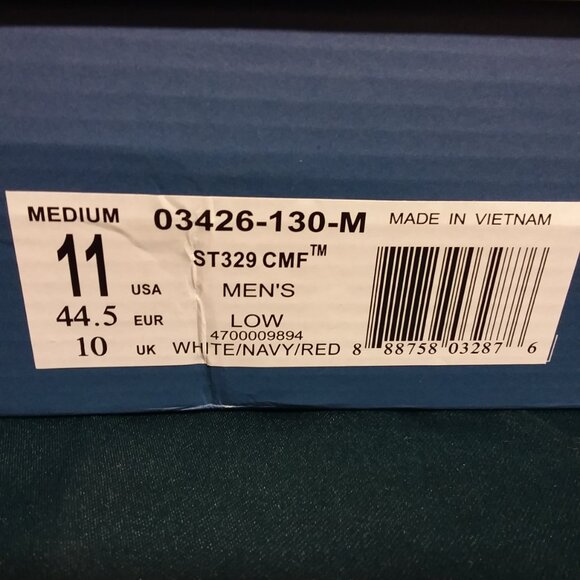 MEDIUM 03426-130-M MADE IN VIETNAM
11 USA ST329 CMF™
MEN'S
44.5 EUR LOW
4700009894
10 UK WHITE/NAVY/RED 8 88758 03287 6